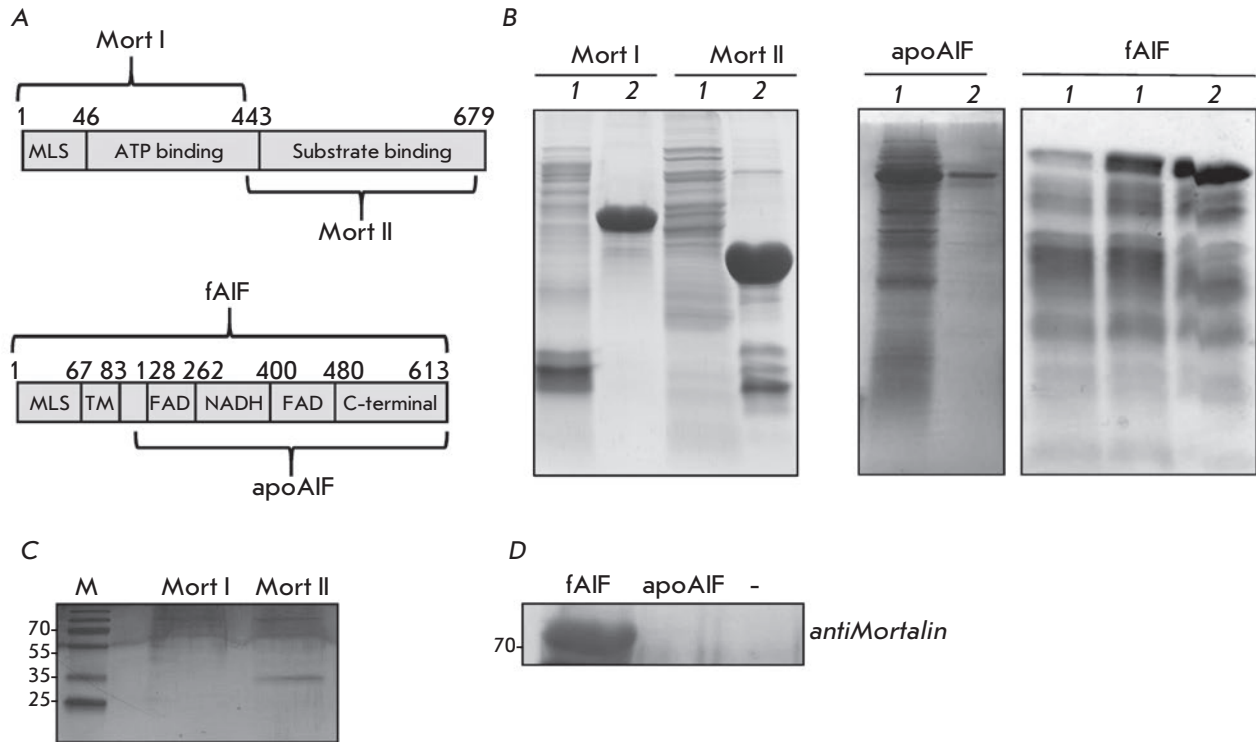 A
Mort I
1 46 443 679
MLS ATP binding Substrate binding
Mort II
fAIF
1 67 83 128 262 400 480 613
MLS TM FAD NADH FAD C-terminal
apoAIF
B
Mort I Mort II apoAIF fAIF
1 2 1 2 1 2 1 1 2
C
M Mort I Mort II
70
55
35
25
D
fAIF apoAIF -
70
antiMortalin